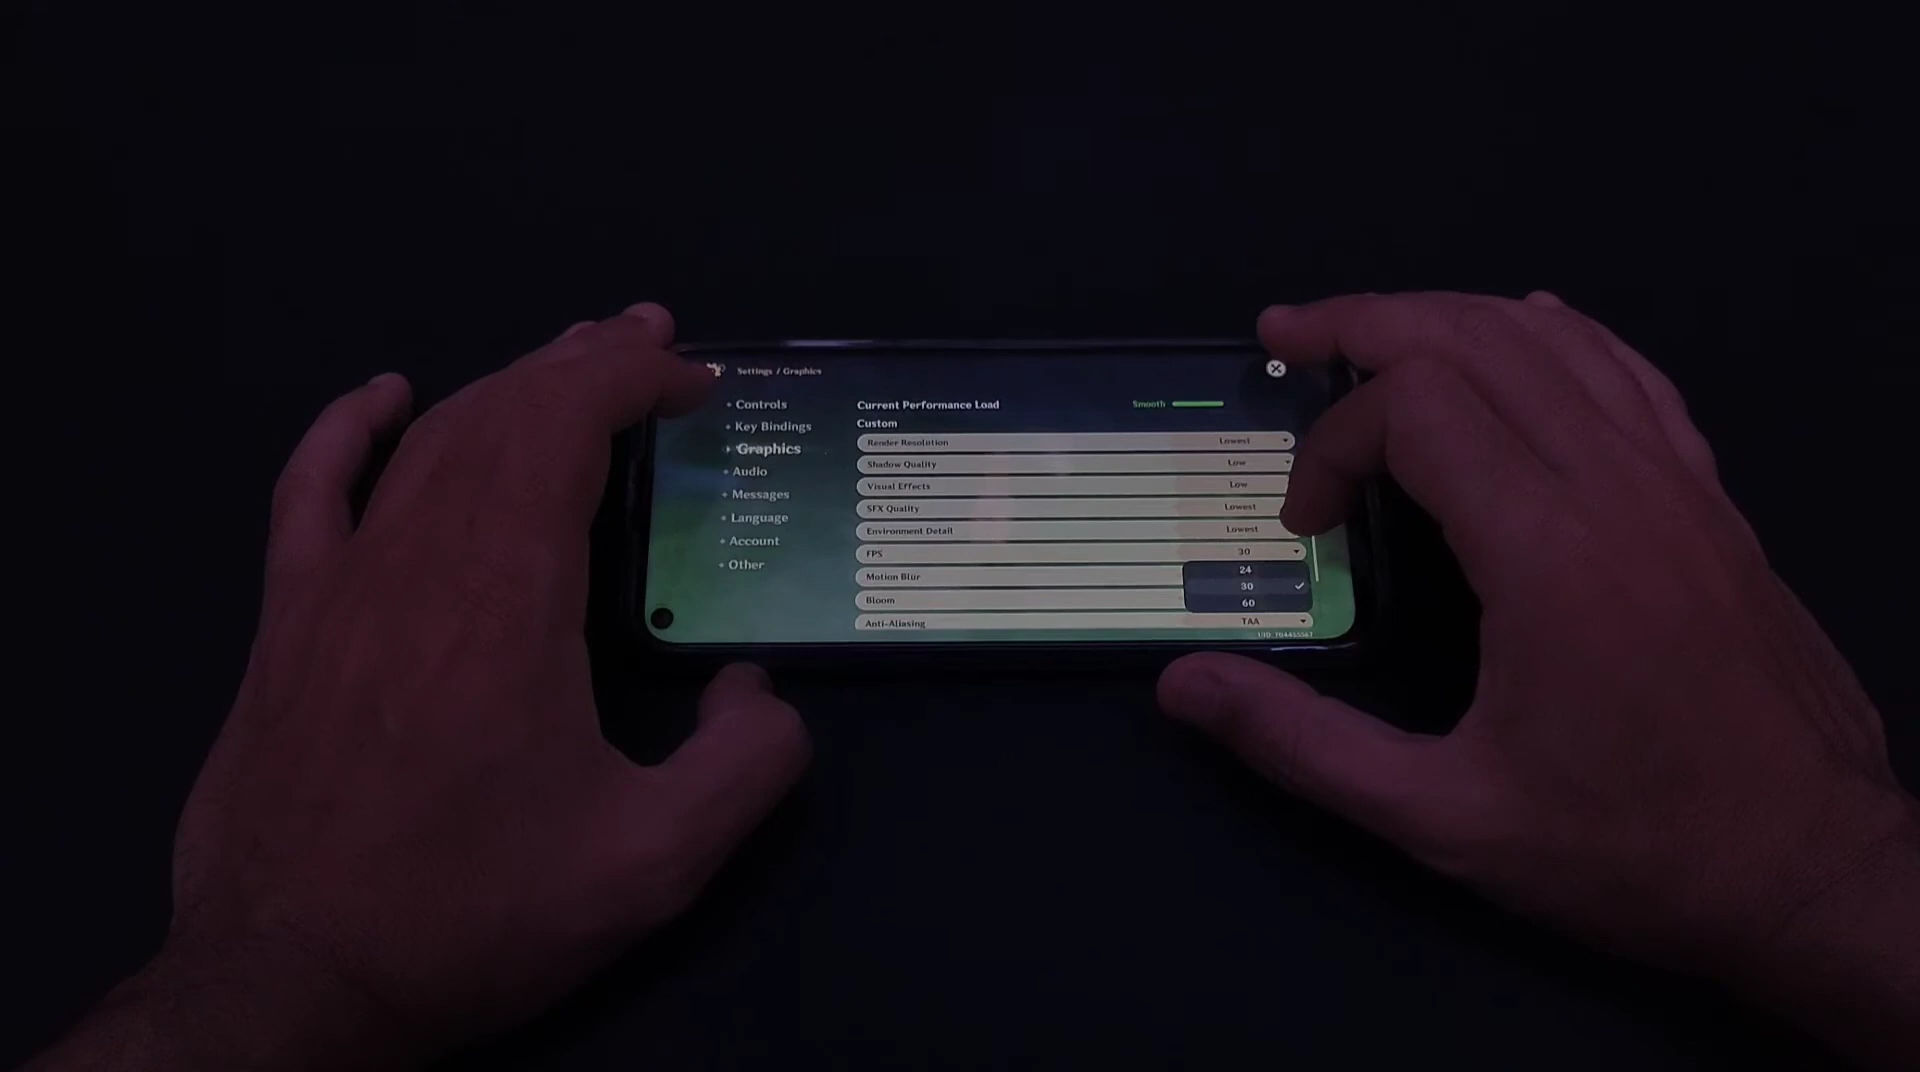 Settings / Graphics
Controls
Key Bindings
Graphics
Audio
Messages
Language
Account
Other
Current Performance Load Smooth
Custom
Render Resolution Lowest
Shadow Quality Low
Visual Effects Low
SFX Quality Lowest
Environment Detail Lowest
FPS 30
24
30
60
Motion Blur
Bloom
Anti-Aliasing TAA